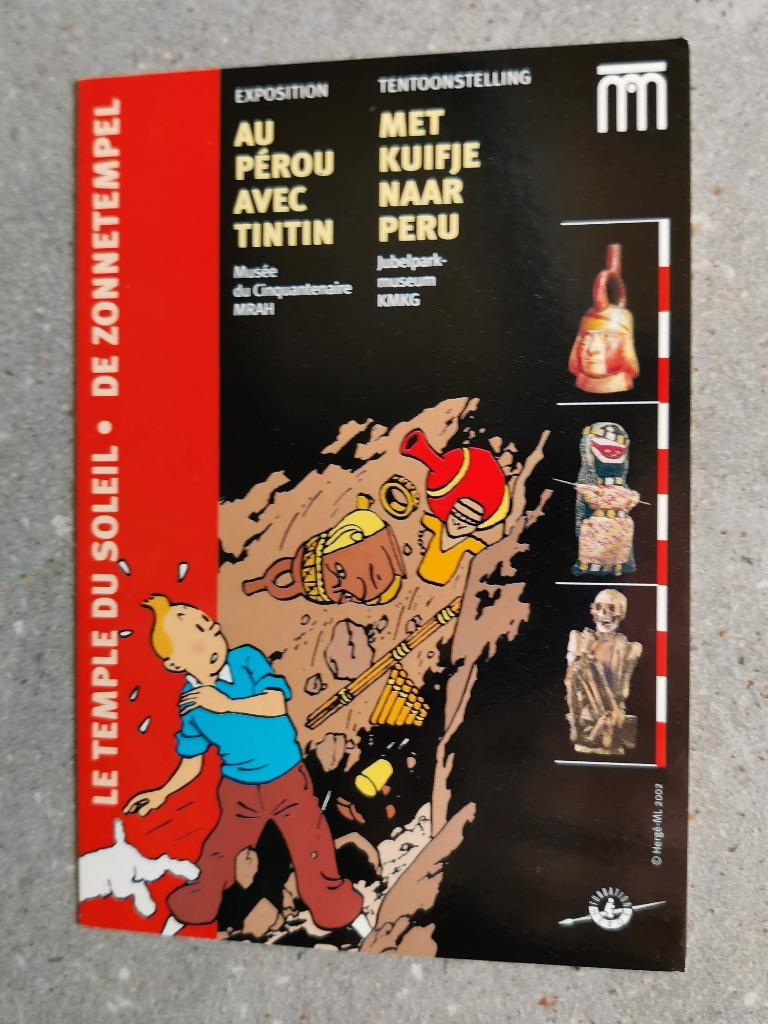 LE TEMPLE DU SOLEIL • DE ZONNETEMPEL
EXPOSITION
AU
PÉROU
AVEC
TINTIN
Musée
du Cinquantenaire
MRAH
TENTOONSTELLING
MET
KUIFJE
NAAR
PERU
Jubelpark-
museum
KMKG
© Hergé-ML 2002
FONDATION